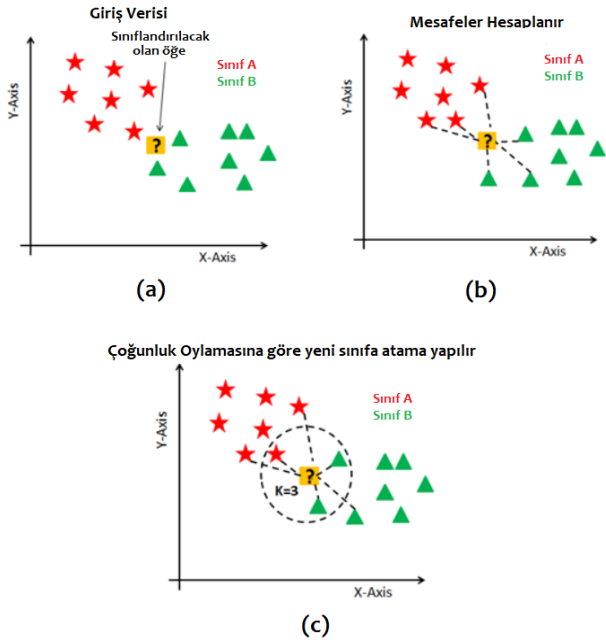 Giriş Verisi
Sınıflandırılacak
olan öğe
Sınıf A
Sınıf B
Y-Axis
?
X-Axis
(a)
Mesafeler Hesaplanır
Sınıf A
Sınıf B
Y-Axis
?
X-Axis
(b)
Çoğunluk Oylamasına göre yeni sınıfa atama yapılır
Sınıf A
Sınıf B
Y-Axis
?
K=3
X-Axis
(c)